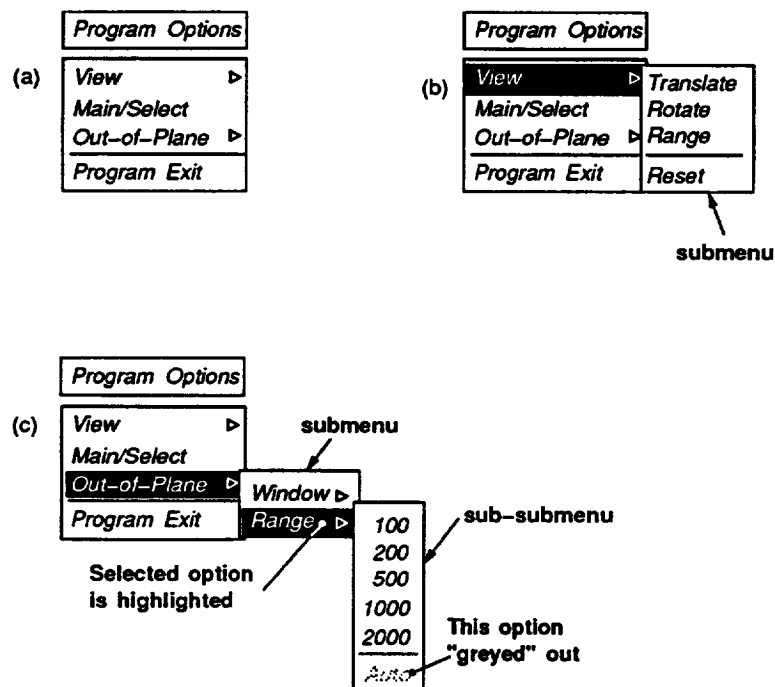 Program Options
(a)
View
Main/Select
Out-of-Plane
Program Exit
Program Options
(b)
View
Main/Select
Out-of-Plane
Program Exit
Translate
Rotate
Range
Reset
submenu
Program Options
(c)
View
Main/Select
Out-of-Plane
Program Exit
submenu
Window
Range
sub-submenu
100
200
500
1000
2000
Auto
Selected option
is highlighted
This option
"greyed" out